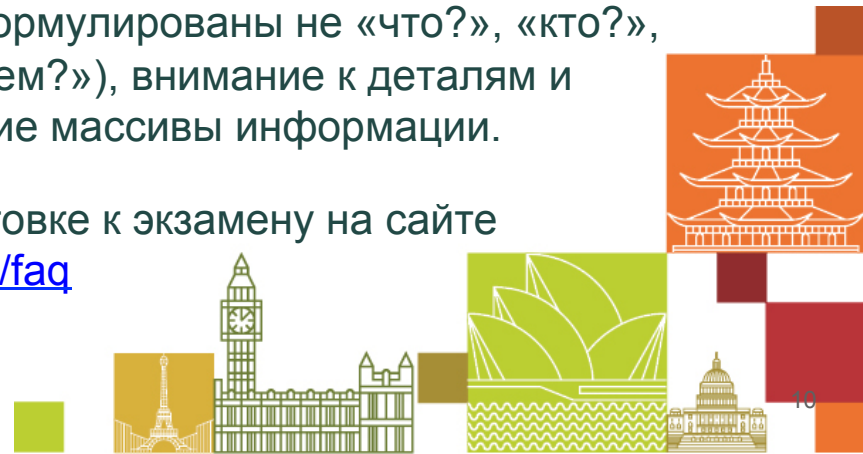 ормулированы не «что?», «кто?»,
ем?»), внимание к деталям и
ие массивы информации.
товке к экзамену на сайте
/faq
10